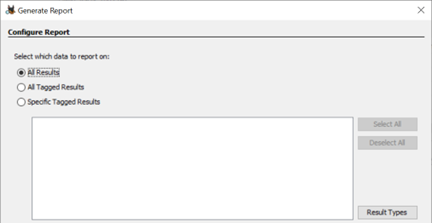 Generate Report
Configure Report
Select which data to report on:
All Results
All Tagged Results
Specific Tagged Results
Select All
Deselect All
Result Types